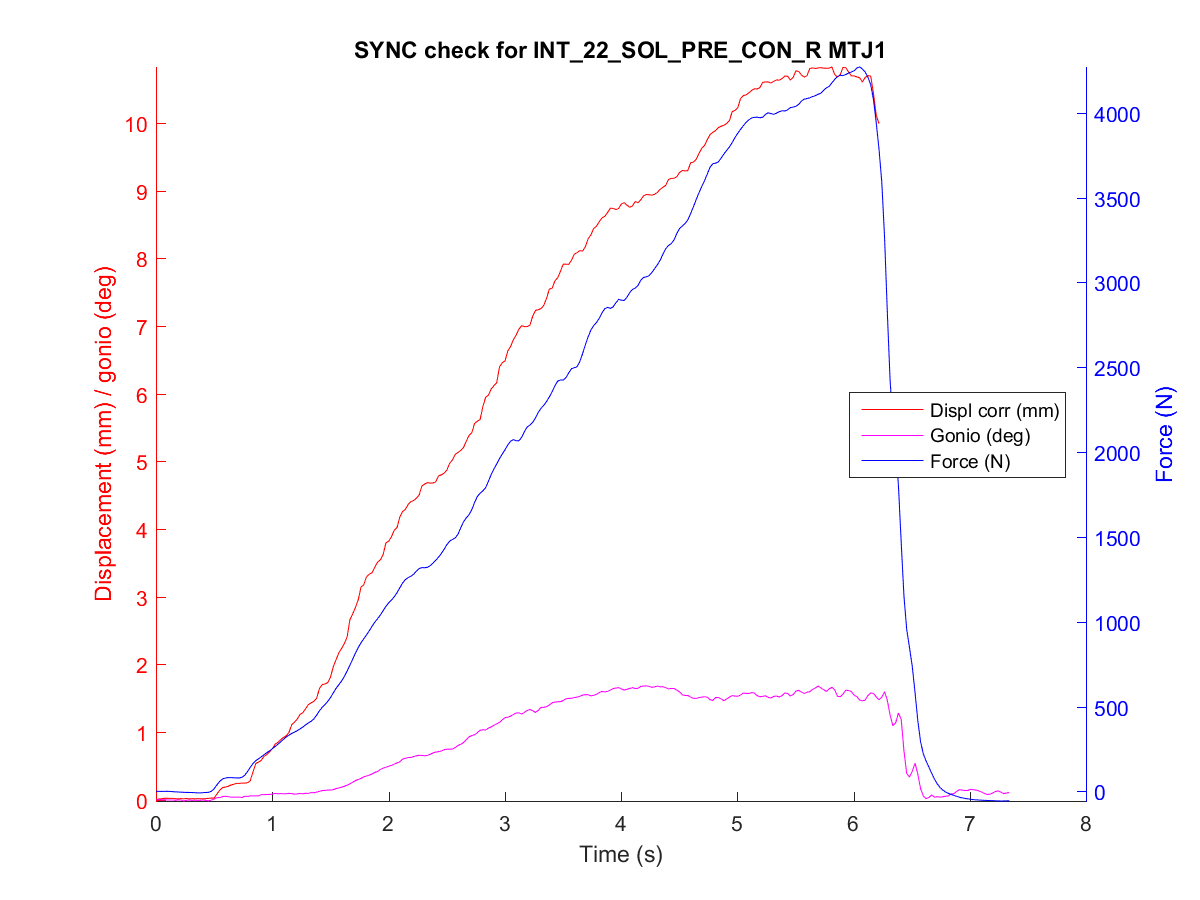 SYNC check for INT_22_SOL_PRE_CON_R MTJ1
Displacement (mm) / gonio (deg)
10
9
8
7
6
5
4
3
2
1
0
4000
3500
3000
2500
2000
1500
1000
500
0
Force (N)
Displ corr (mm)
Gonio (deg)
Force (N)
0 1 2 3 4 5 6 7 8
Time (s)